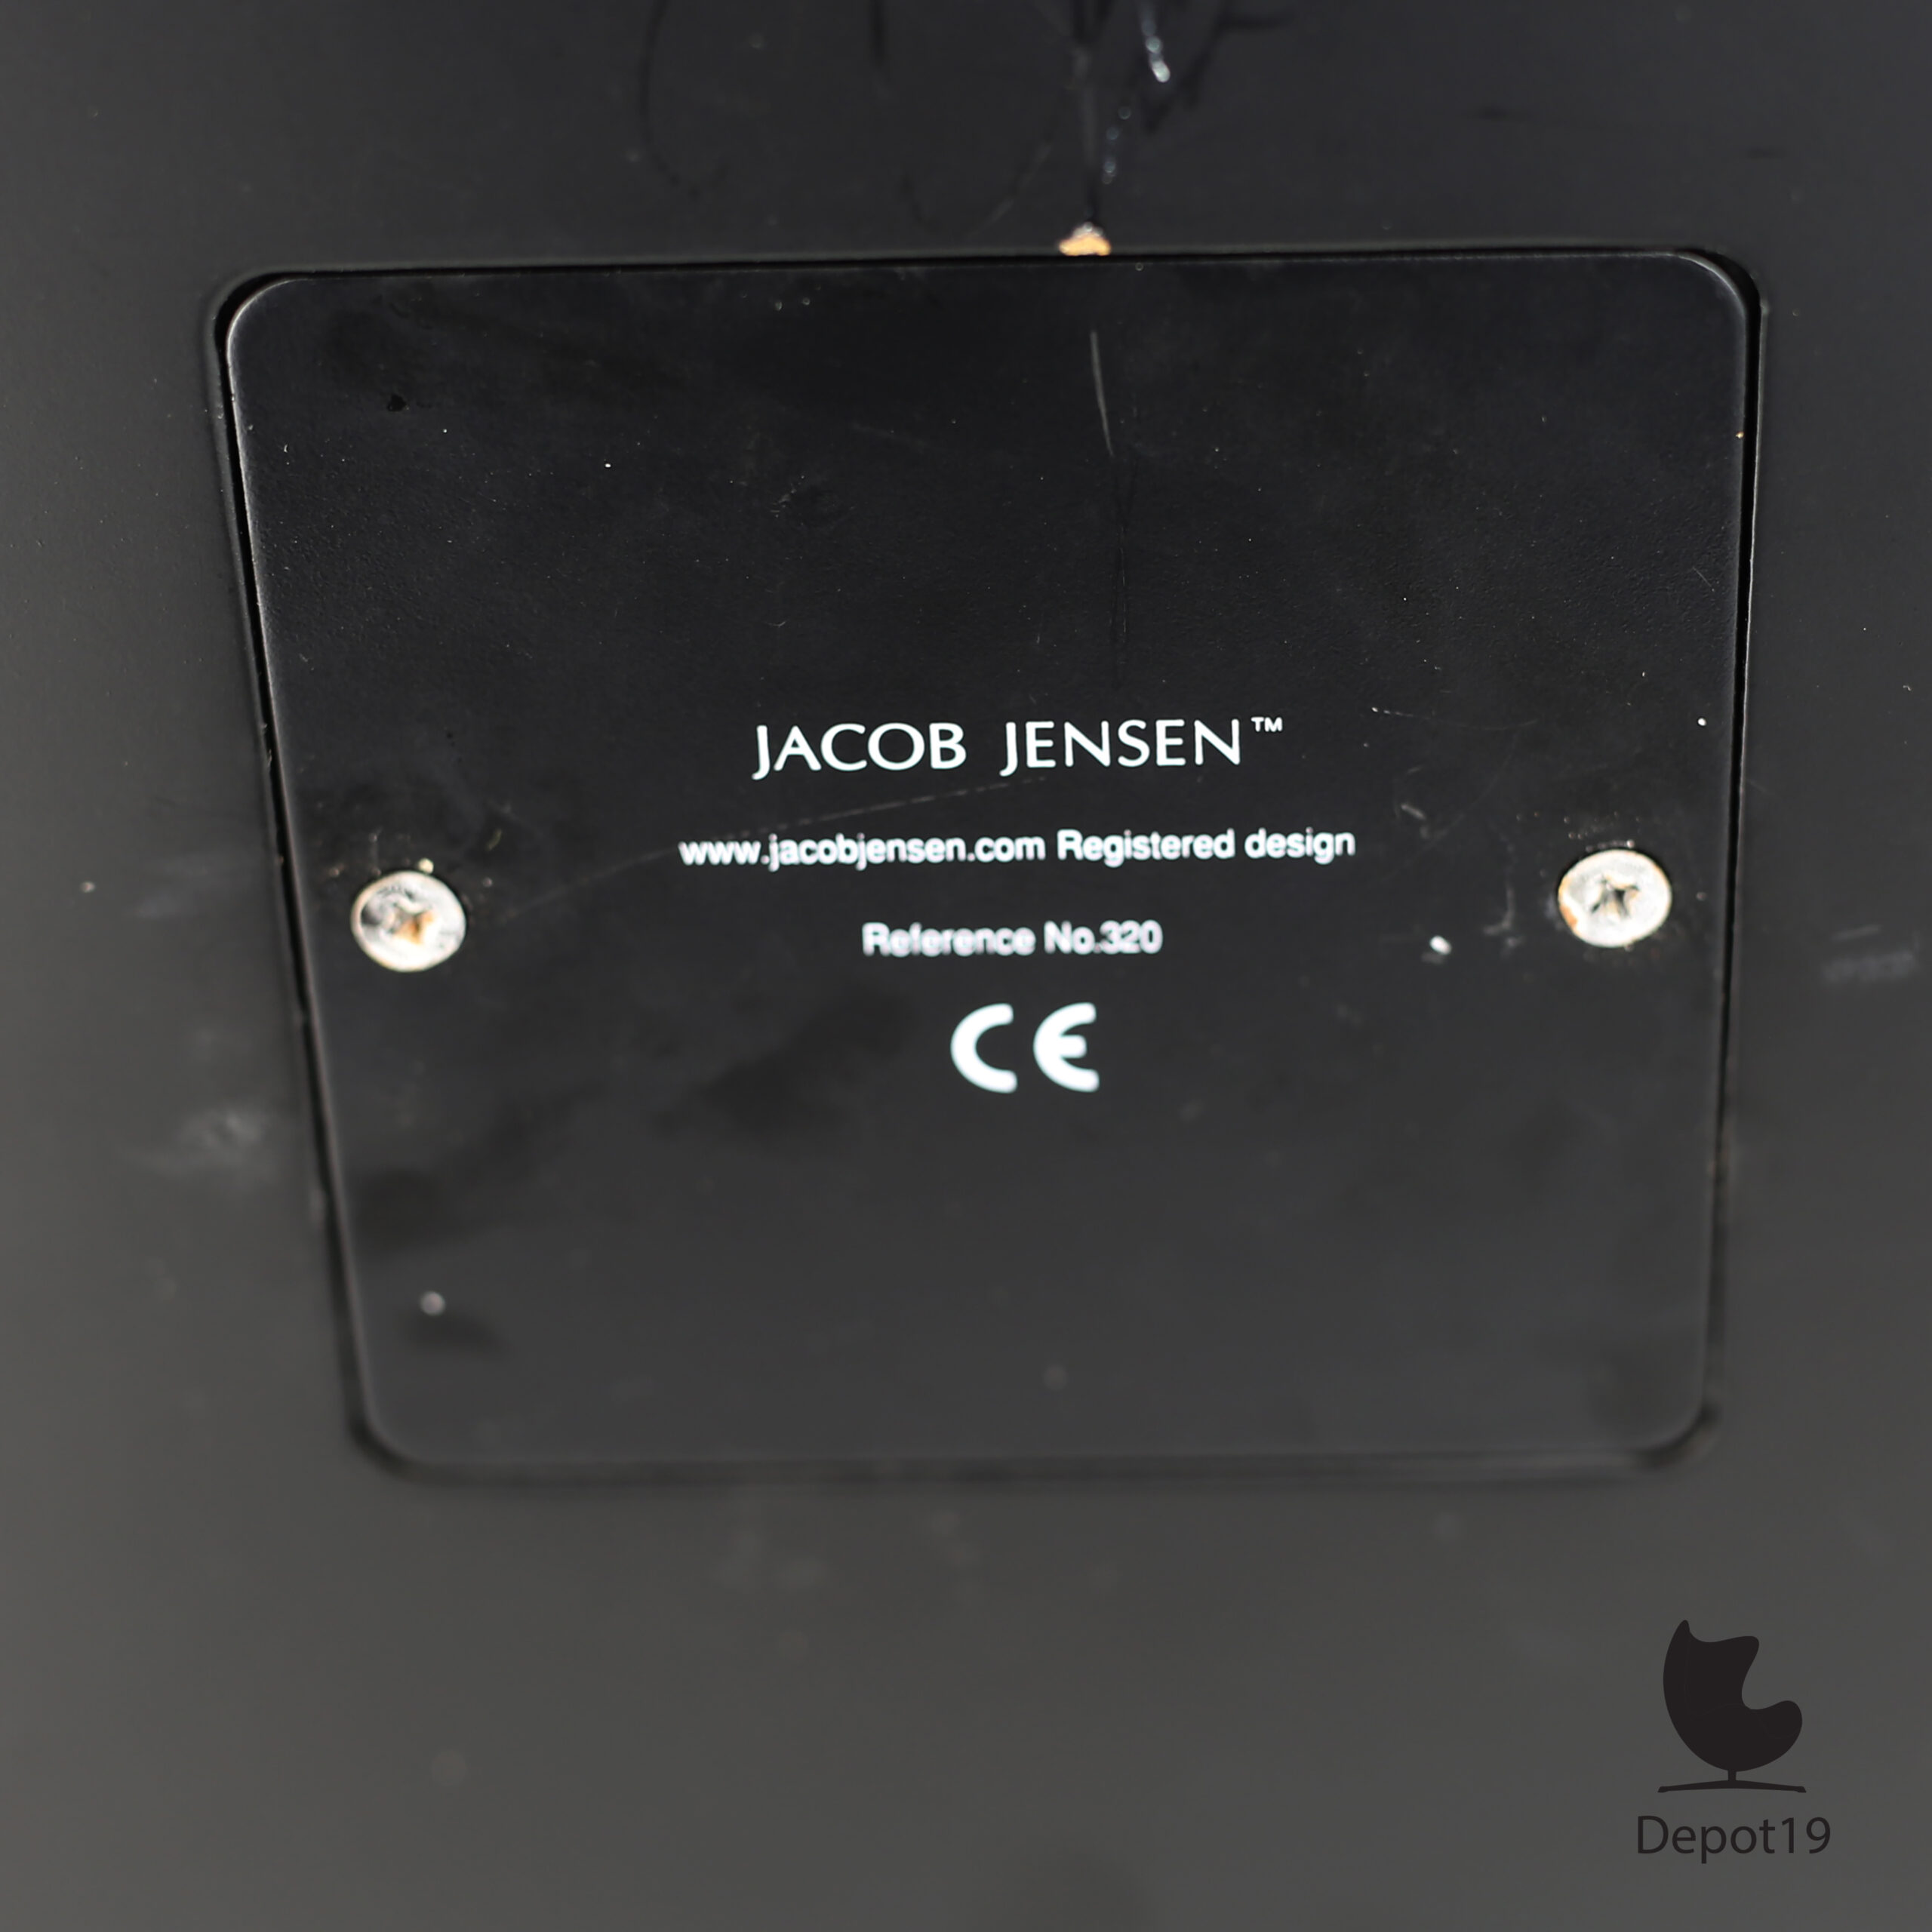 JACOB JENSEN™
www.jacobjensen.com Registered design
Reference No.320
CE
Depot19